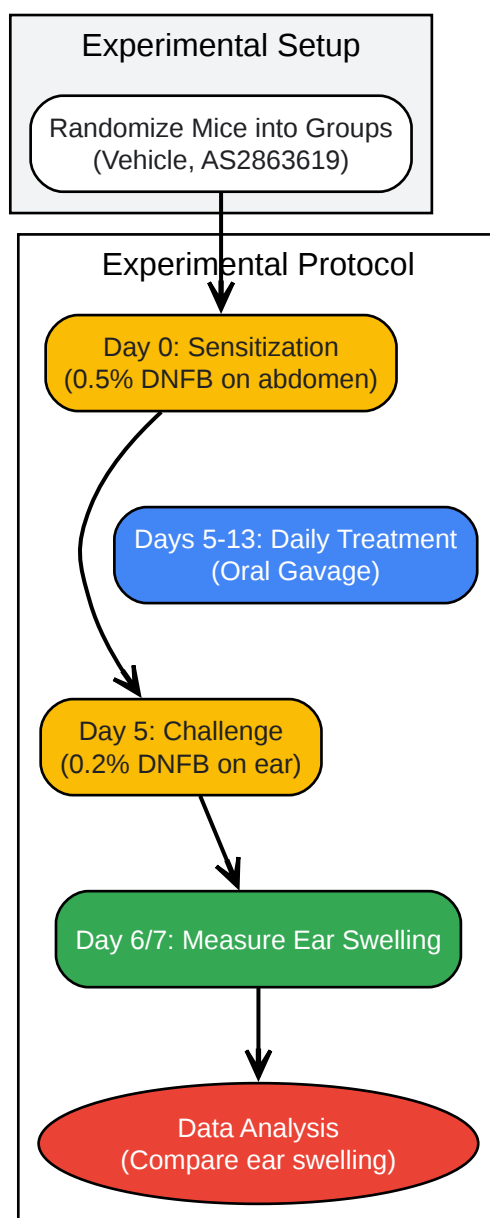 Experimental Setup
Randomize Mice into Groups
(Vehicle, AS2863619)
Experimental Protocol
Day 0: Sensitization
(0.5% DNFB on abdomen)
Days 5-13: Daily Treatment
(Oral Gavage)
Day 5: Challenge
(0.2% DNFB on ear)
Day 6/7: Measure Ear Swelling
Data Analysis
(Compare ear swelling)